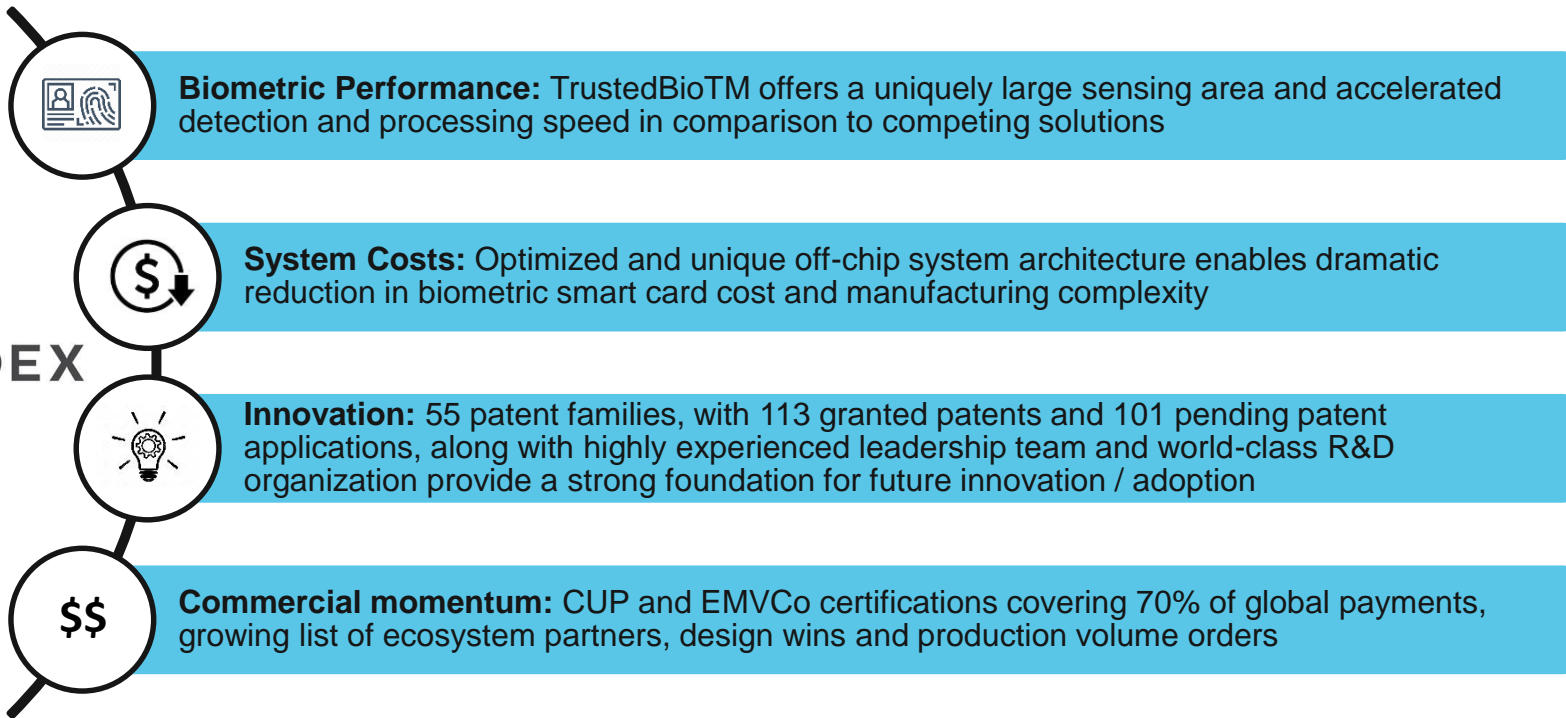 Biometric Performance: TrustedBioTM offers a uniquely large sensing area and accelerated
detection and processing speed in comparison to competing solutions
$
System Costs: Optimized and unique off-chip system architecture enables dramatic
reduction in biometric smart card cost and manufacturing complexity
EX
Innovation: 55 patent families, with 113 granted patents and 101 pending patent
applications, along with highly experienced leadership team and world-class R&D
organization provide a strong foundation for future innovation / adoption
$$
Commercial momentum: CUP and EMVCo certifications covering 70% of global payments,
growing list of ecosystem partners, design wins and production volume orders